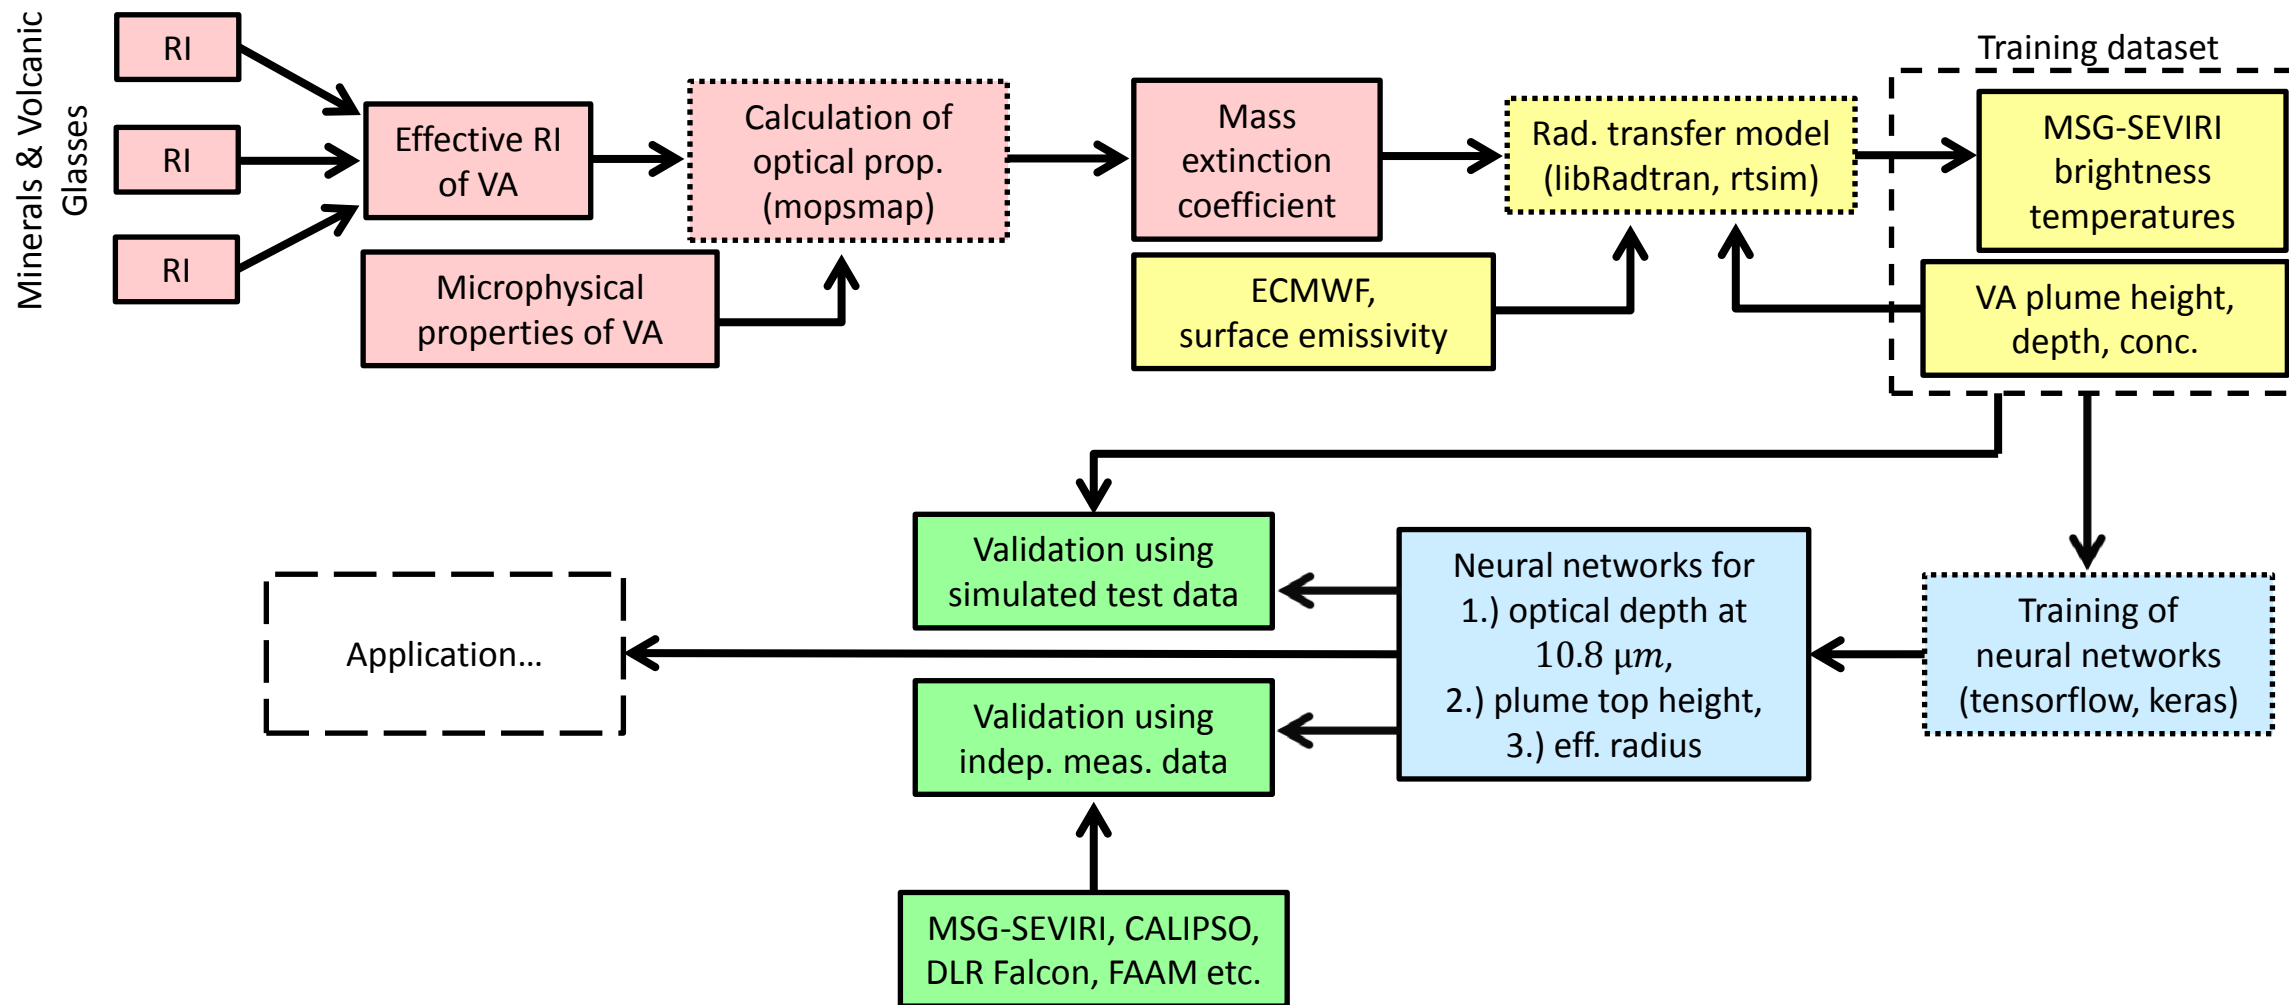 Minerals & Volcanic
Glasses
RI
RI
RI
Effective RI
of VA
Microphysical
properties of VA
Calculation of
optical prop.
(mopsmap)
Mass
extinction
coefficient
ECMWF,
surface emissivity
Rad. transfer model
(libRadtran, rtsim)
Training dataset
MSG-SEVIRI
brightness
temperatures
VA plume height,
depth, conc.
Validation using
simulated test data
Application...
Validation using
indep. meas. data
Neural networks for
1.) optical depth at
10.8 μm,
2.) plume top height,
3.) eff. radius
Training of
neural networks
(tensorflow, keras)
MSG-SEVIRI, CALIPSO,
DLR Falcon, FAAM etc.